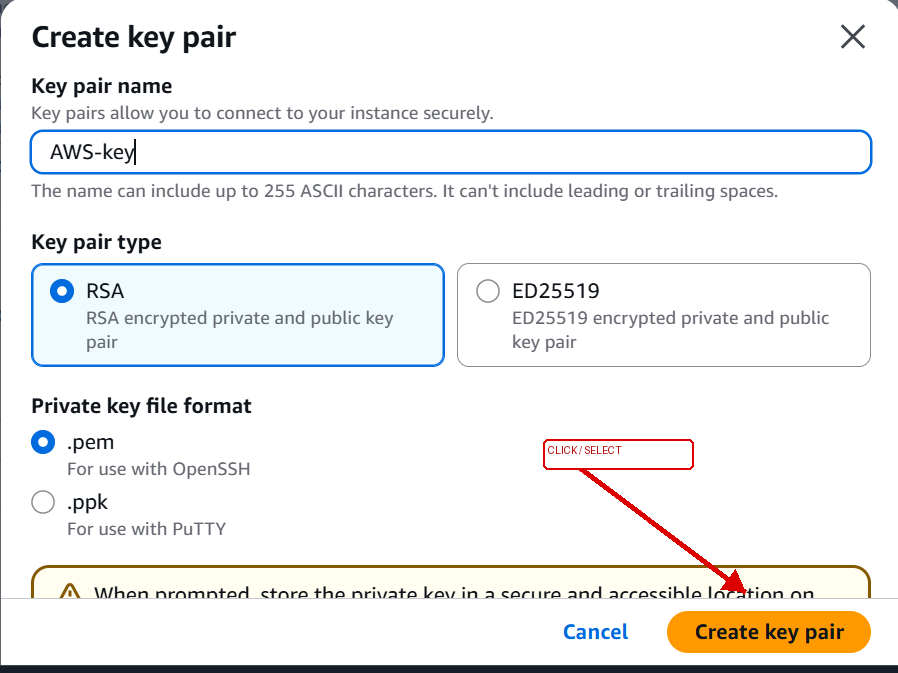 Create key pair
Key pair name
Key pairs allow you to connect to your instance securely.
AWS-key
The name can include up to 255 ASCII characters. It can't include leading or trailing spaces.
Key pair type
RSA
RSA encrypted private and public key
pair
ED25519
ED25519 encrypted private and public
key pair
Private key file format
.pem
For use with OpenSSH
.ppk
For use with PuTTY
CLICK/SELECT
When prompted, store the private key in a secure and accessible location on
Cancel
Create key pair